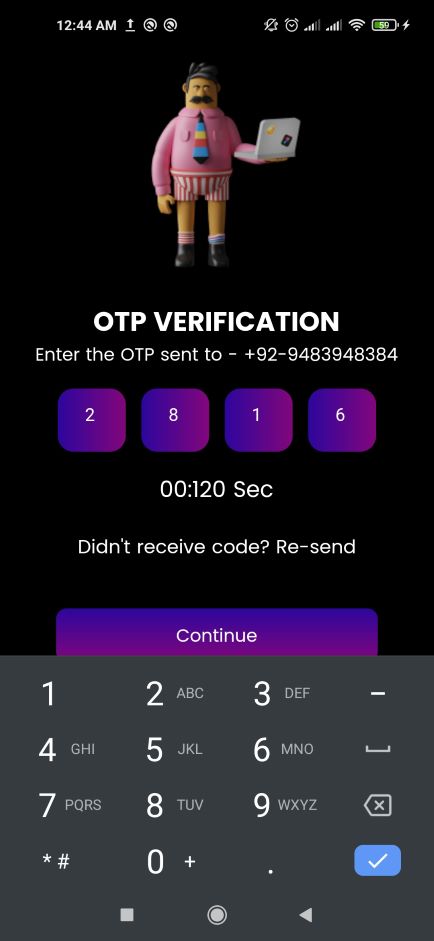 12:44 AM 59
OTP VERIFICATION
Enter the OTP sent to - +92-9483948384
2 8 1 6
00:120 Sec
Didn't receive code? Re-send
Continue
1 2 ABC 3 DEF -
4 GHI 5 JKL 6 MNO
7 PQRS 8 TUV 9 WXYZ
* # 0 + .